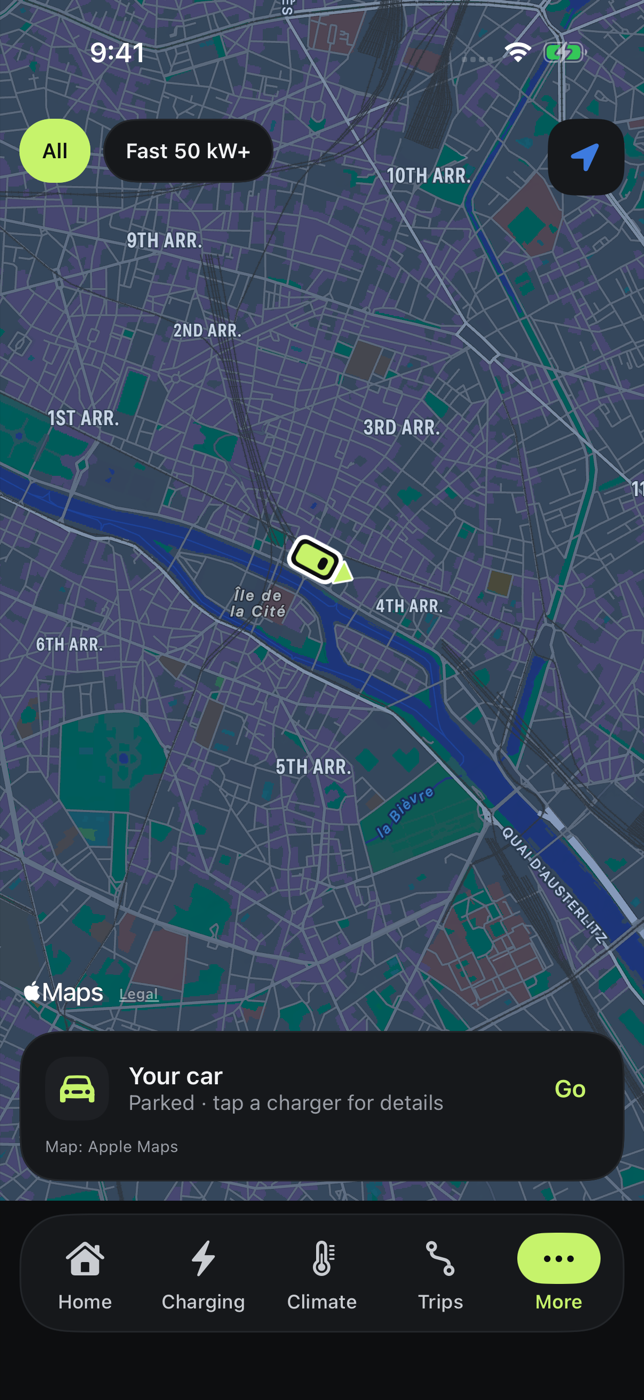 9:41
All
Fast 50 kW+
10TH ARR.
9TH ARR.
2ND ARR.
1ST ARR.
3RD ARR.
11
Île de
la Cité
4TH ARR.
6TH ARR.
5TH ARR.
la Bièvre
QUAI D'AUSTERLITZ
Maps
Legal
Your car
Parked · tap a charger for details
Go
Map: Apple Maps
Home
Charging
Climate
Trips
More